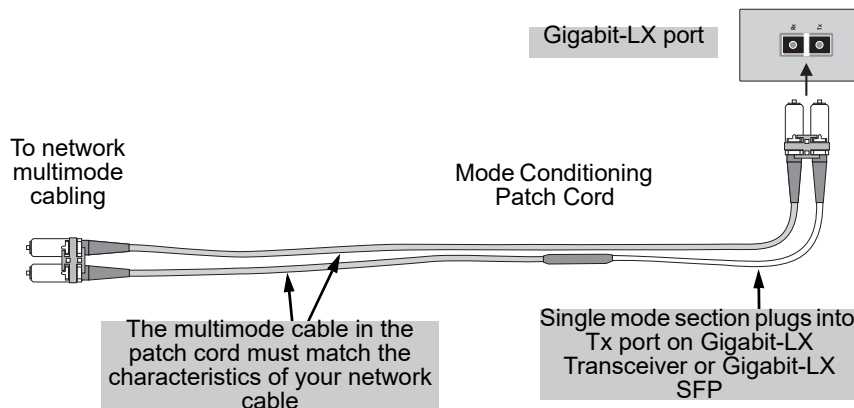 Gigabit-LX port
Rx
Tx
To network
multimode
cabling
Mode Conditioning
Patch Cord
The multimode cable in the
patch cord must match the
characteristics of your network
cable
Single mode section plugs into
Tx port on Gigabit-LX
Transceiver or Gigabit-LX
SFP